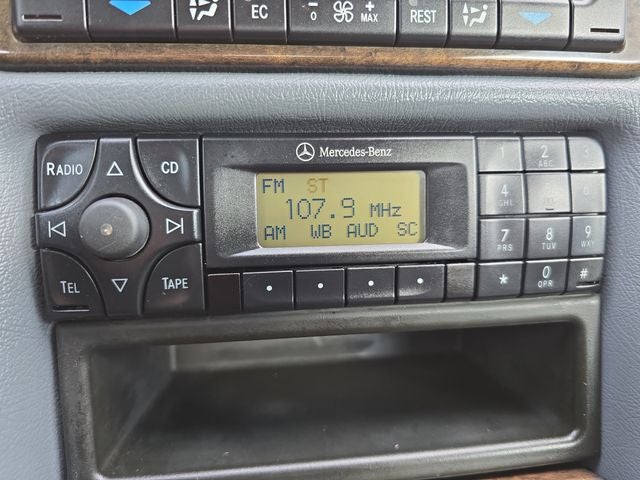 EC
0
+
MAX
REST
RADIO
CD
TEL
TAPE
Mercedes-Benz
FM ST
107.9 MHz
AM WB AUD SC
1
2
ABC
4
GHI
7
PRS
8
TUV
9
WXY
*
0
OPR
#